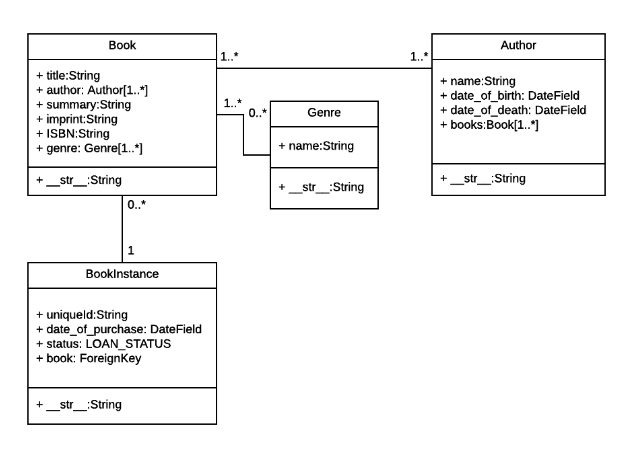 Book
+ title:String
+ author: Author[1..*]
+ summary:String
+ imprint:String
+ ISBN:String
+ genre: Genre[1..*]
+ __str__:String
1..*
1..*
Author
+ name:String
+ date_of_birth: DateField
+ date_of_death: DateField
+ books:Book[1..*]
+ __str__:String
1..*
0..*
Genre
+ name:String
+ __str__:String
0..*
1
BookInstance
+ uniqueId:String
+ date_of_purchase: DateField
+ status: LOAN_STATUS
+ book: ForeignKey
+ __str__:String